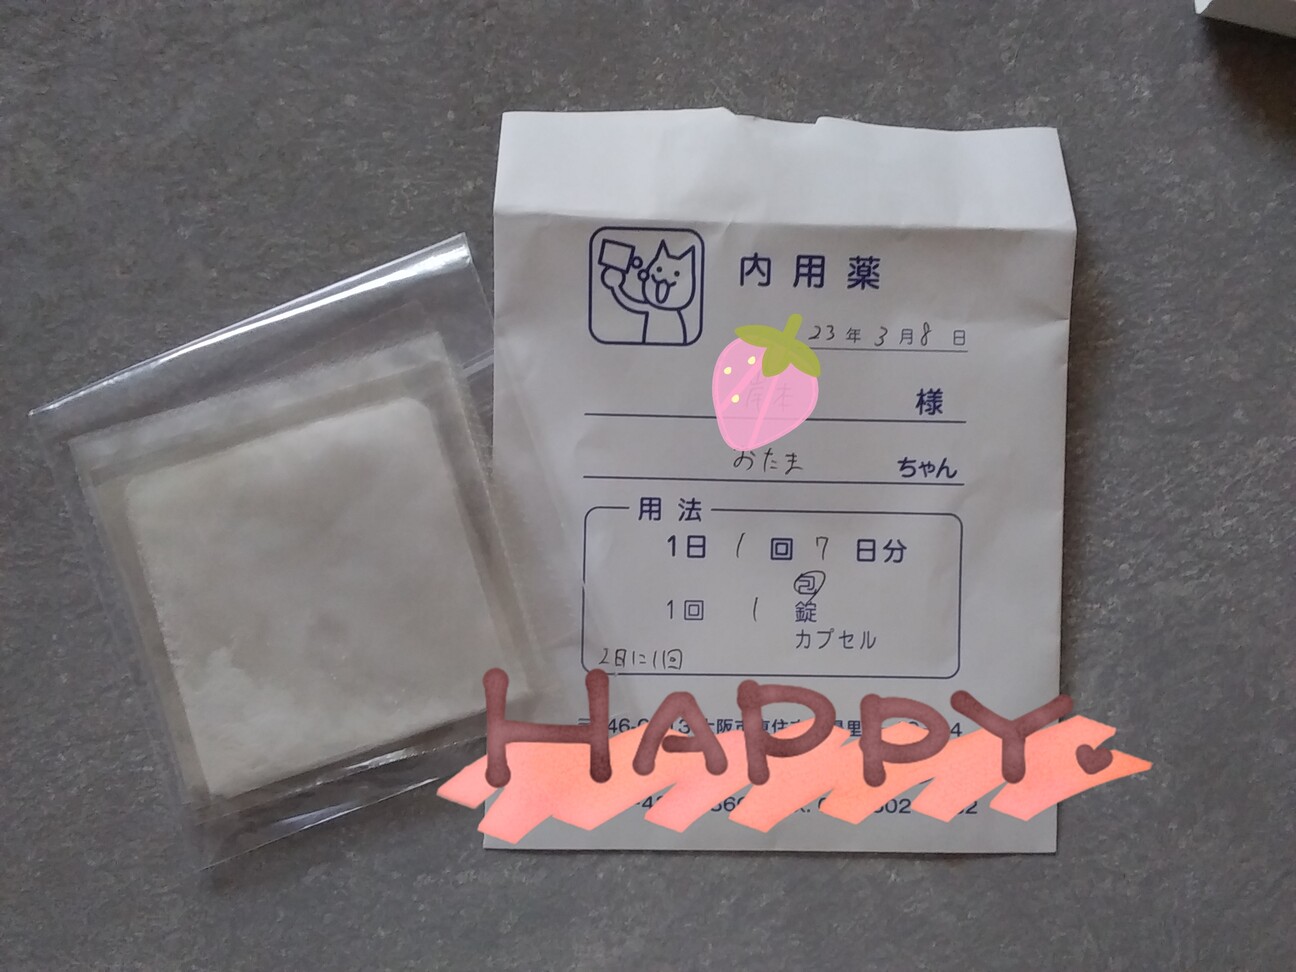 内用薬
23年3月8日
様
おたま ちゃん
用法
1日 1 回 7 日分
包
1回 1 錠
カプセル
2日に1回
HAPPY